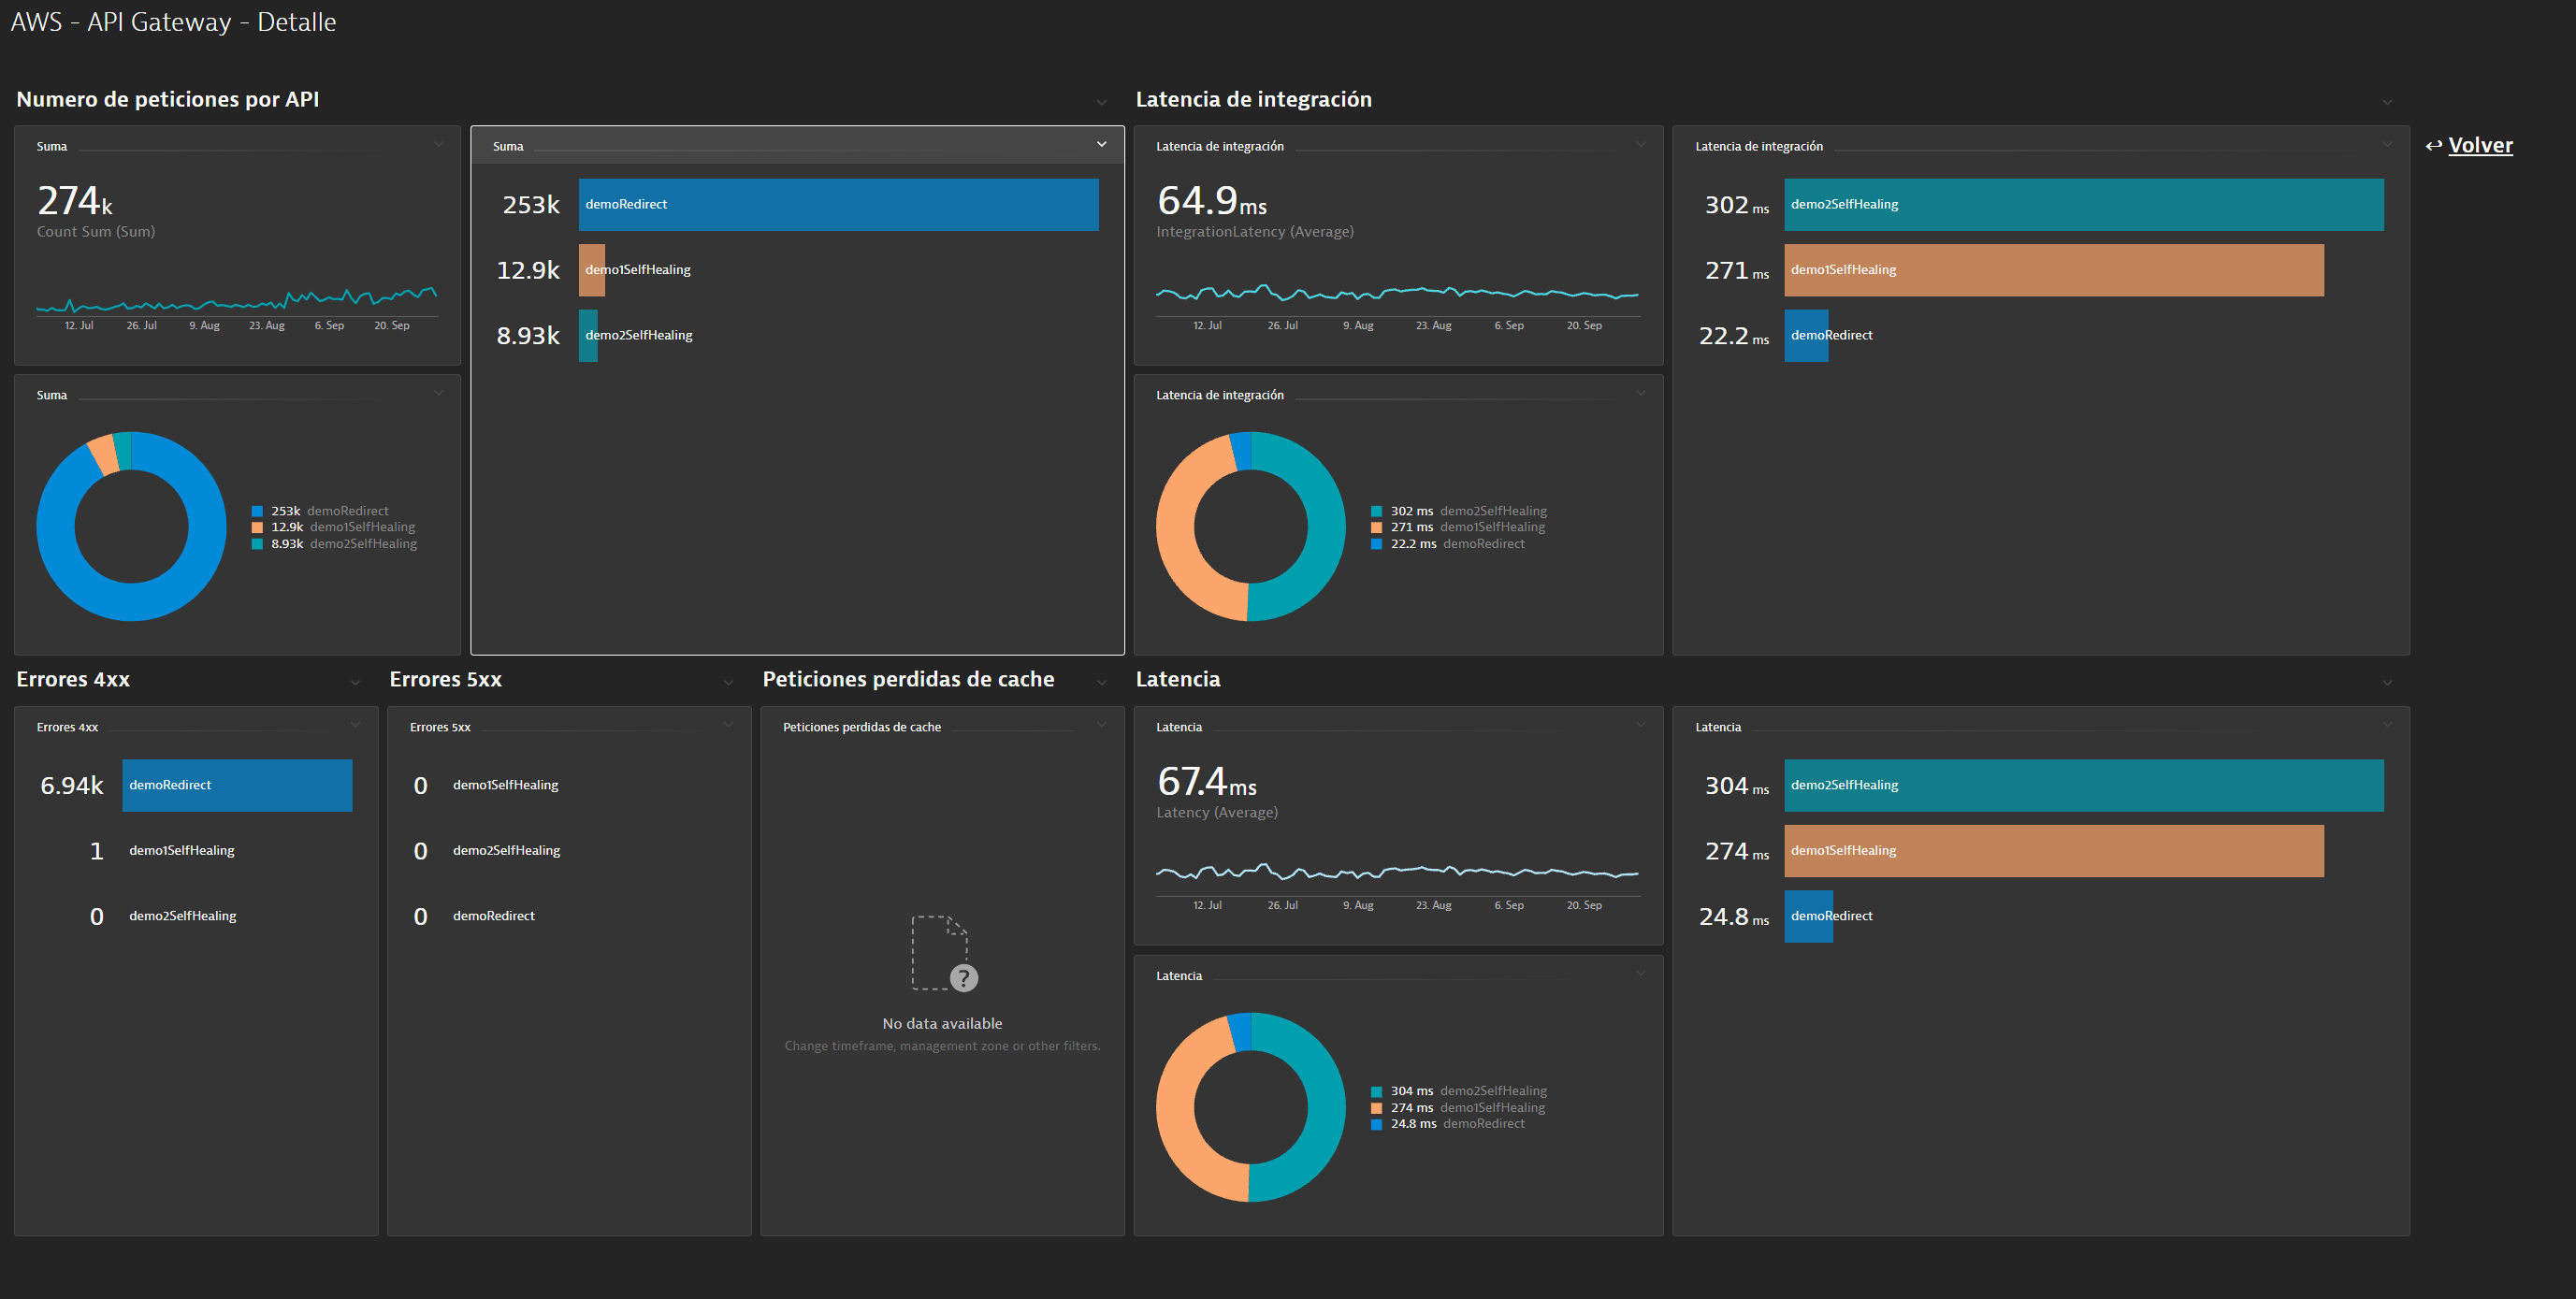 AWS - API Gateway - Detalle
Numero de peticiones por API
Suma
274k
Count Sum (Sum)
12. Jul 26. Jul 9. Aug 23. Aug 6. Sep 20. Sep
Suma
253k demoRedirect
12.9k demo1SelfHealing
8.93k demo2SelfHealing
Suma
253k demoRedirect
12.9k demo1SelfHealing
8.93k demo2SelfHealing
Latencia de integración
Latencia de integración
64.9ms
IntegrationLatency (Average)
12. Jul 26. Jul 9. Aug 23. Aug 6. Sep 20. Sep
Latencia de integración
302 ms demo2SelfHealing
271 ms demo1SelfHealing
22.2 ms demoRedirect
↩ Volver
Latencia de integración
302 ms demo2SelfHealing
271 ms demo1SelfHealing
22.2 ms demoRedirect
Errores 4xx
Errores 4xx
6.94k demoRedirect
1 demo1SelfHealing
0 demo2SelfHealing
Errores 5xx
Errores 5xx
0 demo1SelfHealing
0 demo2SelfHealing
0 demoRedirect
Peticiones perdidas de cache
Peticiones perdidas de cache
?
No data available
Change timeframe, management zone or other filters.
Latencia
Latencia
67.4ms
Latency (Average)
12. Jul 26. Jul 9. Aug 23. Aug 6. Sep 20. Sep
Latencia
304 ms demo2SelfHealing
274 ms demo1SelfHealing
24.8 ms demoRedirect
Latencia
304 ms demo2SelfHealing
274 ms demo1SelfHealing
24.8 ms demoRedirect